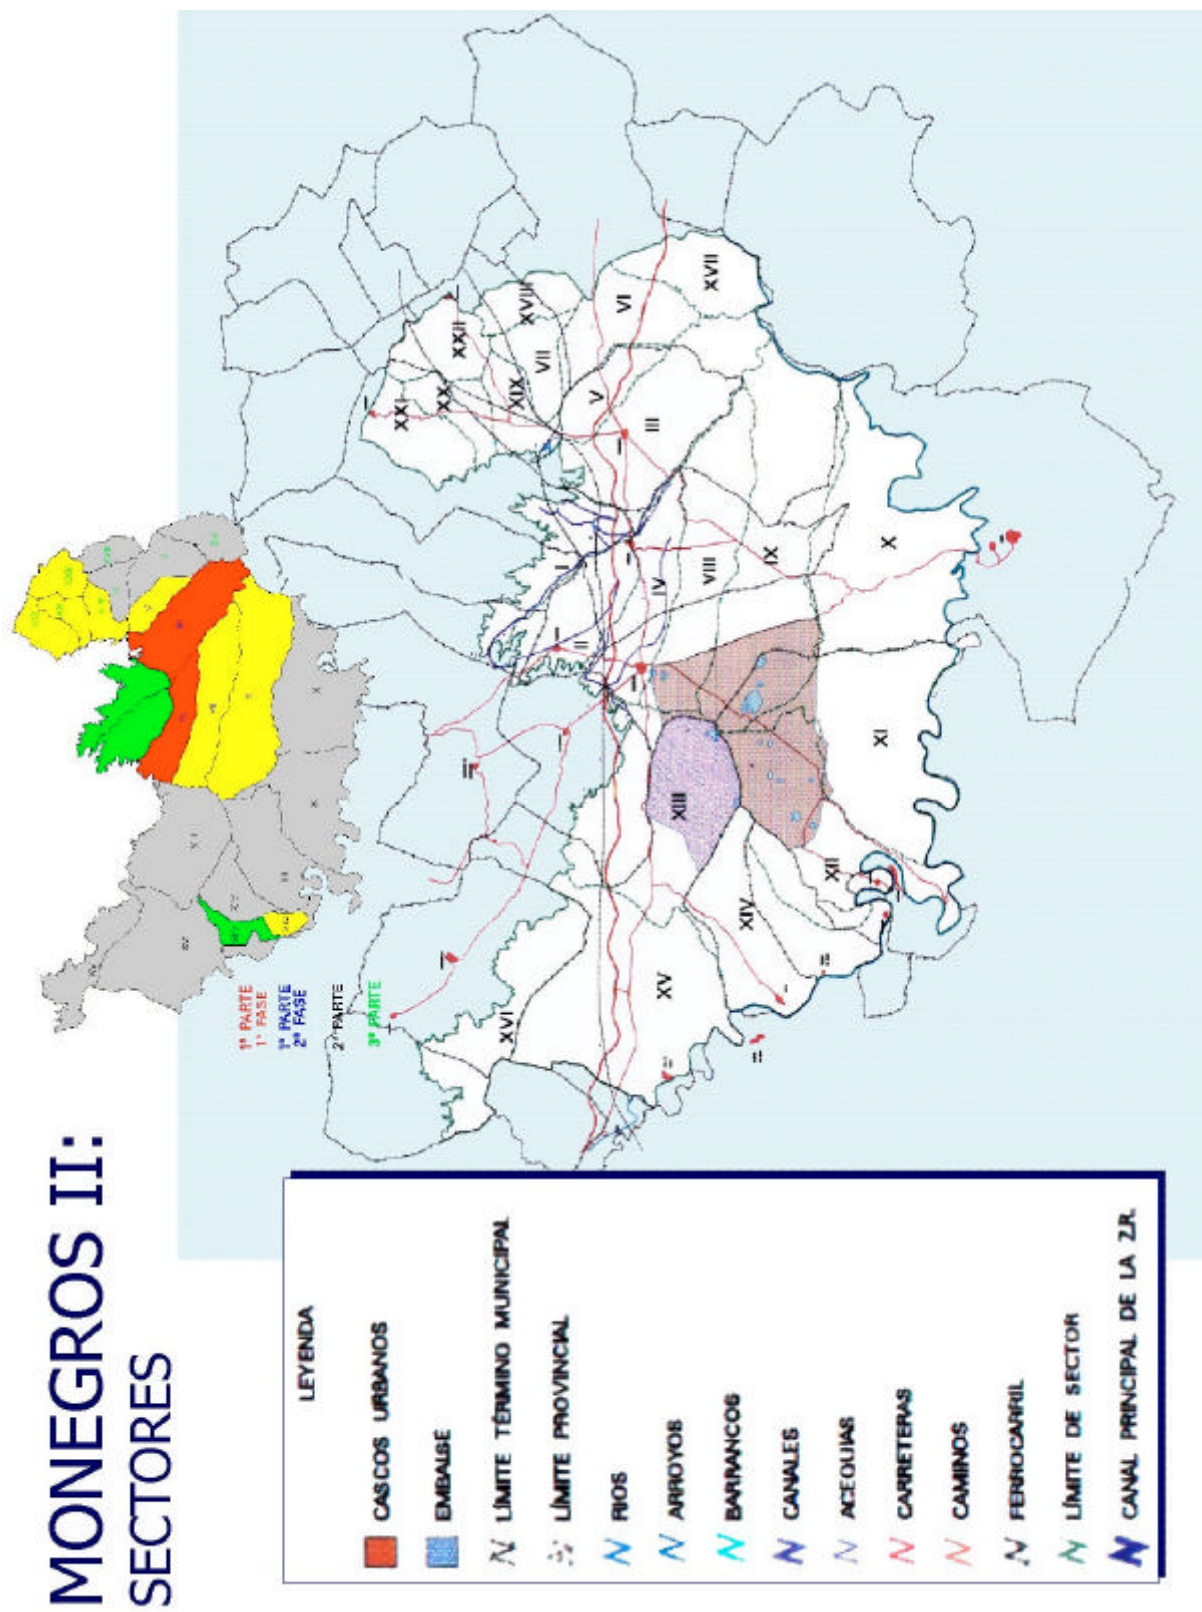 MONEGROS II:
SECTORES
1ª PARTE
1ª FASE
1ª PARTE
2ª FASE
2ª PARTE
3ª PARTE
LEYENDA
CASCOS URBANOS
EMBALSE
LÍMITE TÉRMINO MUNICIPAL
LÍMITE PROVINCIAL
RIOS
ARROYOS
BARRANCOS
CANALES
ACEQUIAS
CARRETERAS
CAMINOS
FERROCARRIL
LÍMITE DE SECTOR
CANAL PRINCIPAL DE LA Z.R.
XVI
XV
XIV
XIII
XII
XI
II
I
IV
VIII
IX
X
XXI
XX
XXII
XIX
VII
XVIII
V
III
VI
XVII